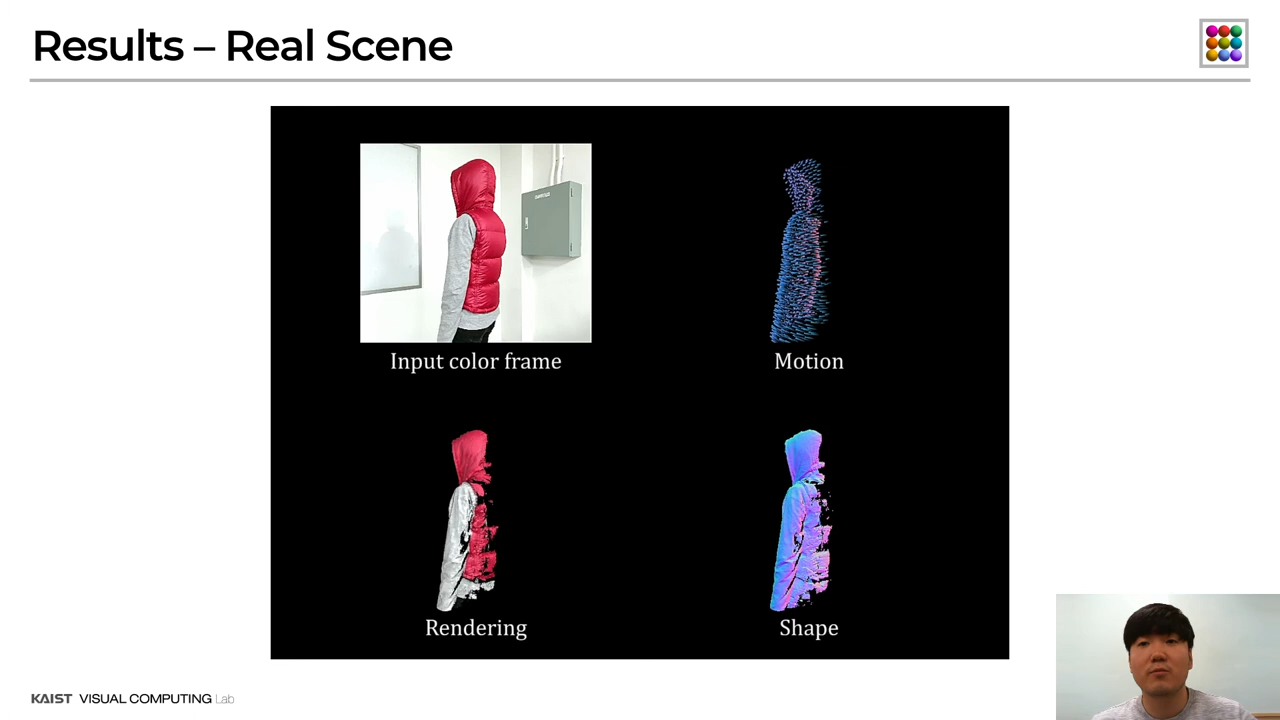 Results – Real Scene
Input color frame
Motion
Rendering
Shape
KAIST VISUAL COMPUTING Lab